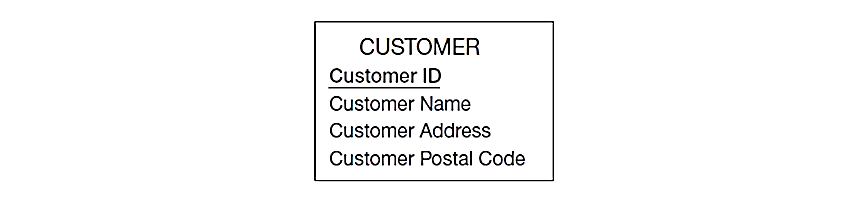 CUSTOMER
Customer ID
Customer Name
Customer Address
Customer Postal Code